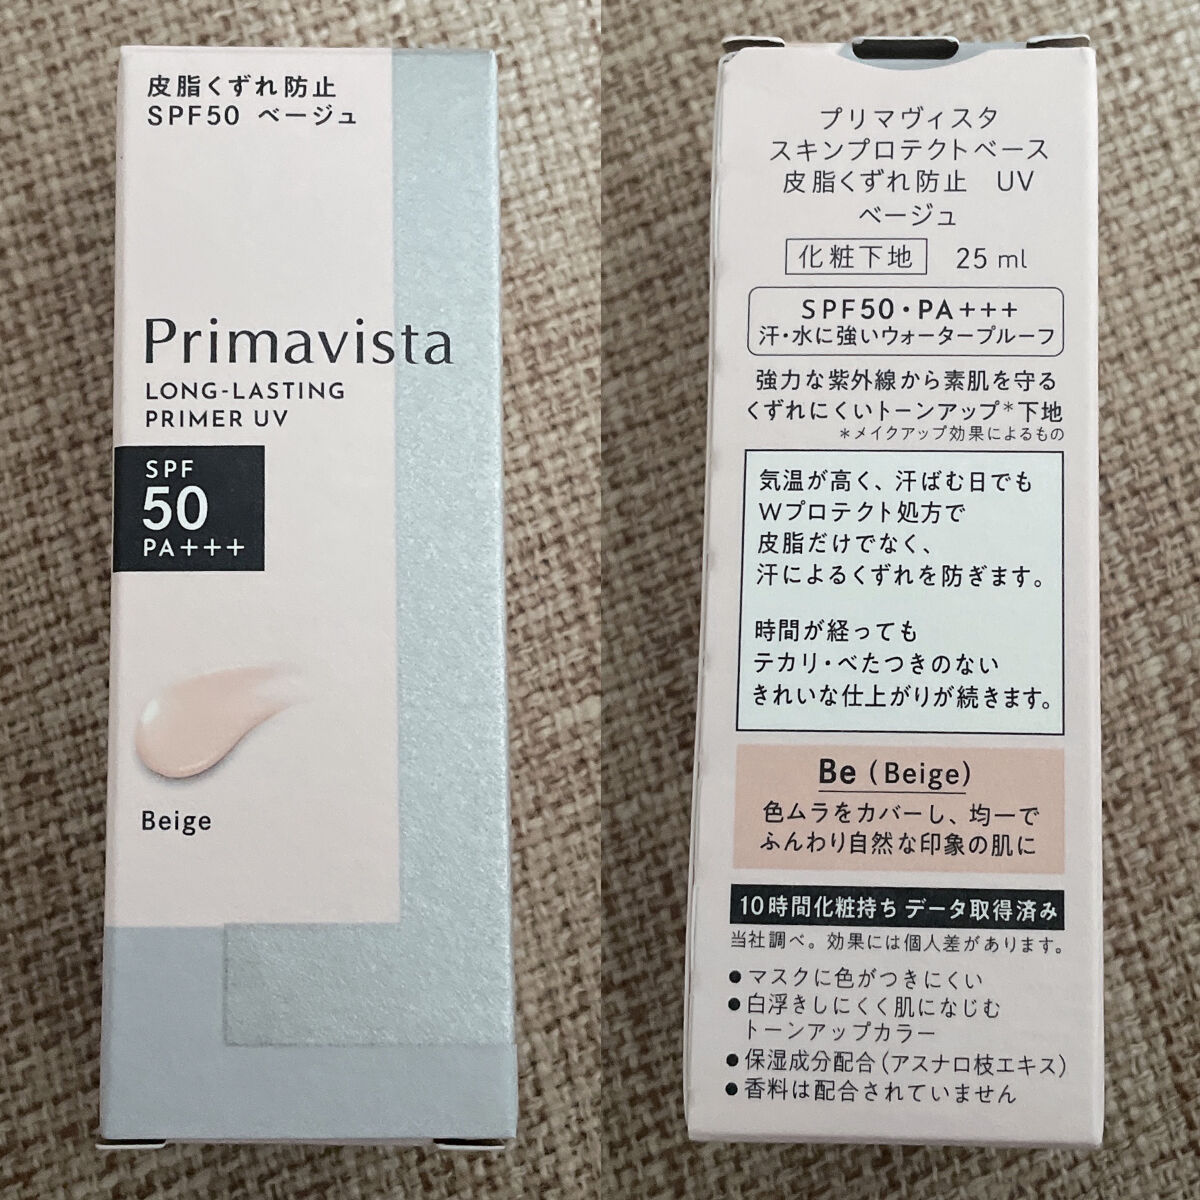 皮脂くずれ防止
SPF50 ベージュ
Primavista
LONG-LASTING
PRIMER UV
SPF
50
PA+++
Beige
プリマヴィスタ
スキンプロテクトベース
皮脂くずれ防止 UV
ベージュ
化粧下地 25 ml
SPF50・PA+++
汗・水に強いウォータープルーフ
強力な紫外線から素肌を守る
くずれにくいトーンアップ*下地
*メイクアップ効果によるもの
気温が高く、汗ばむ日でも
Wプロテクト処方で
皮脂だけでなく、
汗によるくずれを防ぎます。
時間が経っても
テカリ・べたつきのない
きれいな仕上がりが続きます。
Be (Beige)
色ムラをカバーし、均一で
ふんわり自然な印象の肌に
10時間化粧持ち データ取得済み
当社調べ。効果には個人差があります。
●マスクに色がつきにくい
●白浮きしにくく肌になじむ
トーンアップカラー
●保湿成分配合(アスナロ枝エキス)
●香料は配合されていません